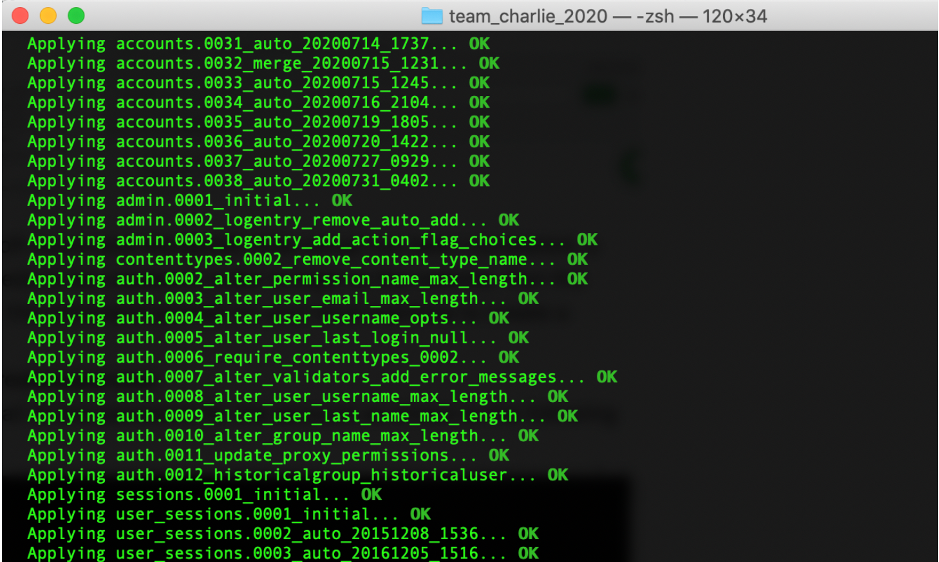 team_charlie_2020 — -zsh — 120×34
Applying accounts.0031_auto_20200714_1737... OK
Applying accounts.0032_merge_20200715_1231... OK
Applying accounts.0033_auto_20200715_1245... OK
Applying accounts.0034_auto_20200716_2104... OK
Applying accounts.0035_auto_20200719_1805... OK
Applying accounts.0036_auto_20200720_1422... OK
Applying accounts.0037_auto_20200727_0929... OK
Applying accounts.0038_auto_20200731_0402... OK
Applying admin.0001_initial... OK
Applying admin.0002_logentry_remove_auto_add... OK
Applying admin.0003_logentry_add_action_flag_choices... OK
Applying contenttypes.0002_remove_content_type_name... OK
Applying auth.0002_alter_permission_name_max_length... OK
Applying auth.0003_alter_user_email_max_length... OK
Applying auth.0004_alter_user_username_opts... OK
Applying auth.0005_alter_user_last_login_null... OK
Applying auth.0006_require_contenttypes_0002... OK
Applying auth.0007_alter_validators_add_error_messages... OK
Applying auth.0008_alter_user_username_max_length... OK
Applying auth.0009_alter_user_last_name_max_length... OK
Applying auth.0010_alter_group_name_max_length... OK
Applying auth.0011_update_proxy_permissions... OK
Applying auth.0012_historicalgroup_historicaluser... OK
Applying sessions.0001_initial... OK
Applying user_sessions.0001_initial... OK
Applying user_sessions.0002_auto_20151208_1536... OK
Applying user_sessions.0003_auto_20161205_1516... OK